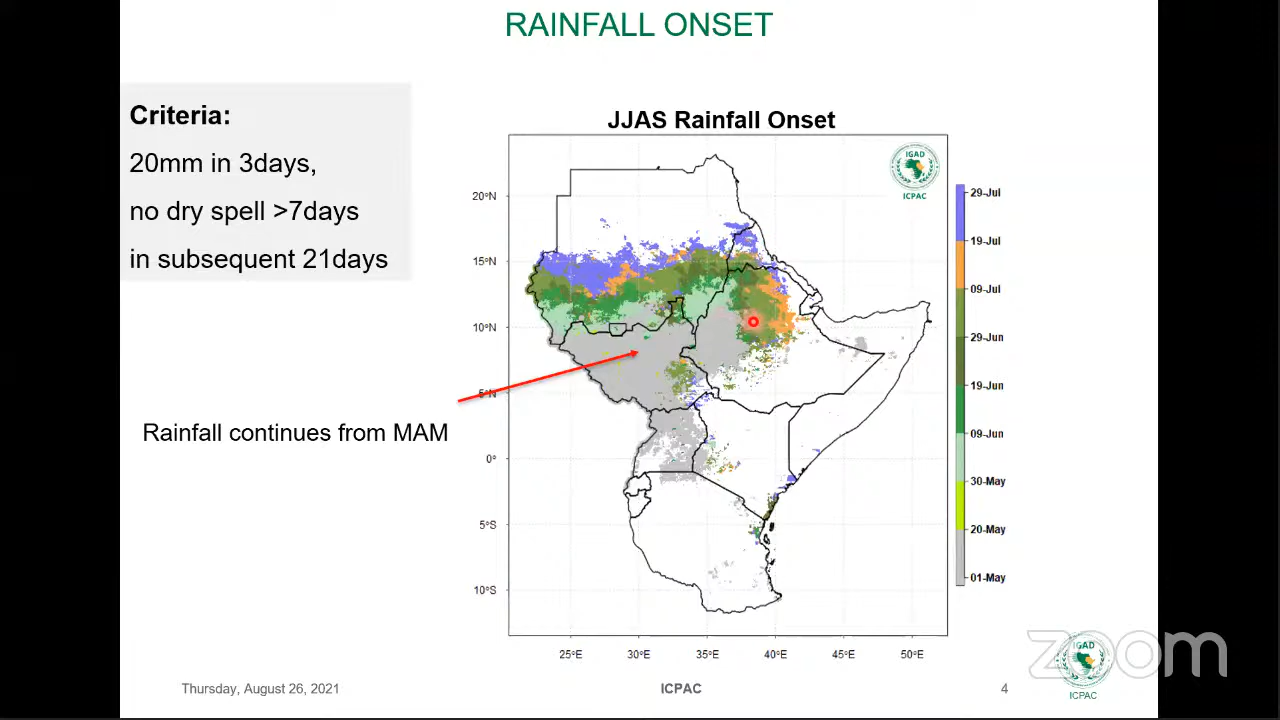 RAINFALL ONSET
Criteria:
20mm in 3days,
no dry spell >7days
in subsequent 21days
Rainfall continues from MAM
JJAS Rainfall Onset
IGAD
ICPAC
20°N
15°N
10°N
5°N
0°
5°S
10°S
25°E
30°E
35°E
40°E
45°E
50°E
29-Jul
19-Jul
09-Jul
29-Jun
19-Jun
09-Jun
30-May
20-May
01-May
Thursday, August 26, 2021
ICPAC
4
zoom
IGAD
ICPAC